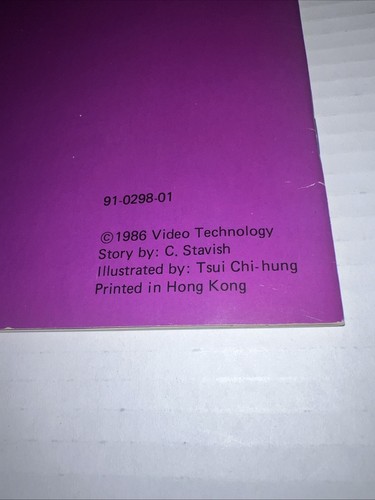 91-0298-01
©1986 Video Technology
Story by: C. Stavish
Illustrated by: Tsui Chi-hung
Printed in Hong Kong